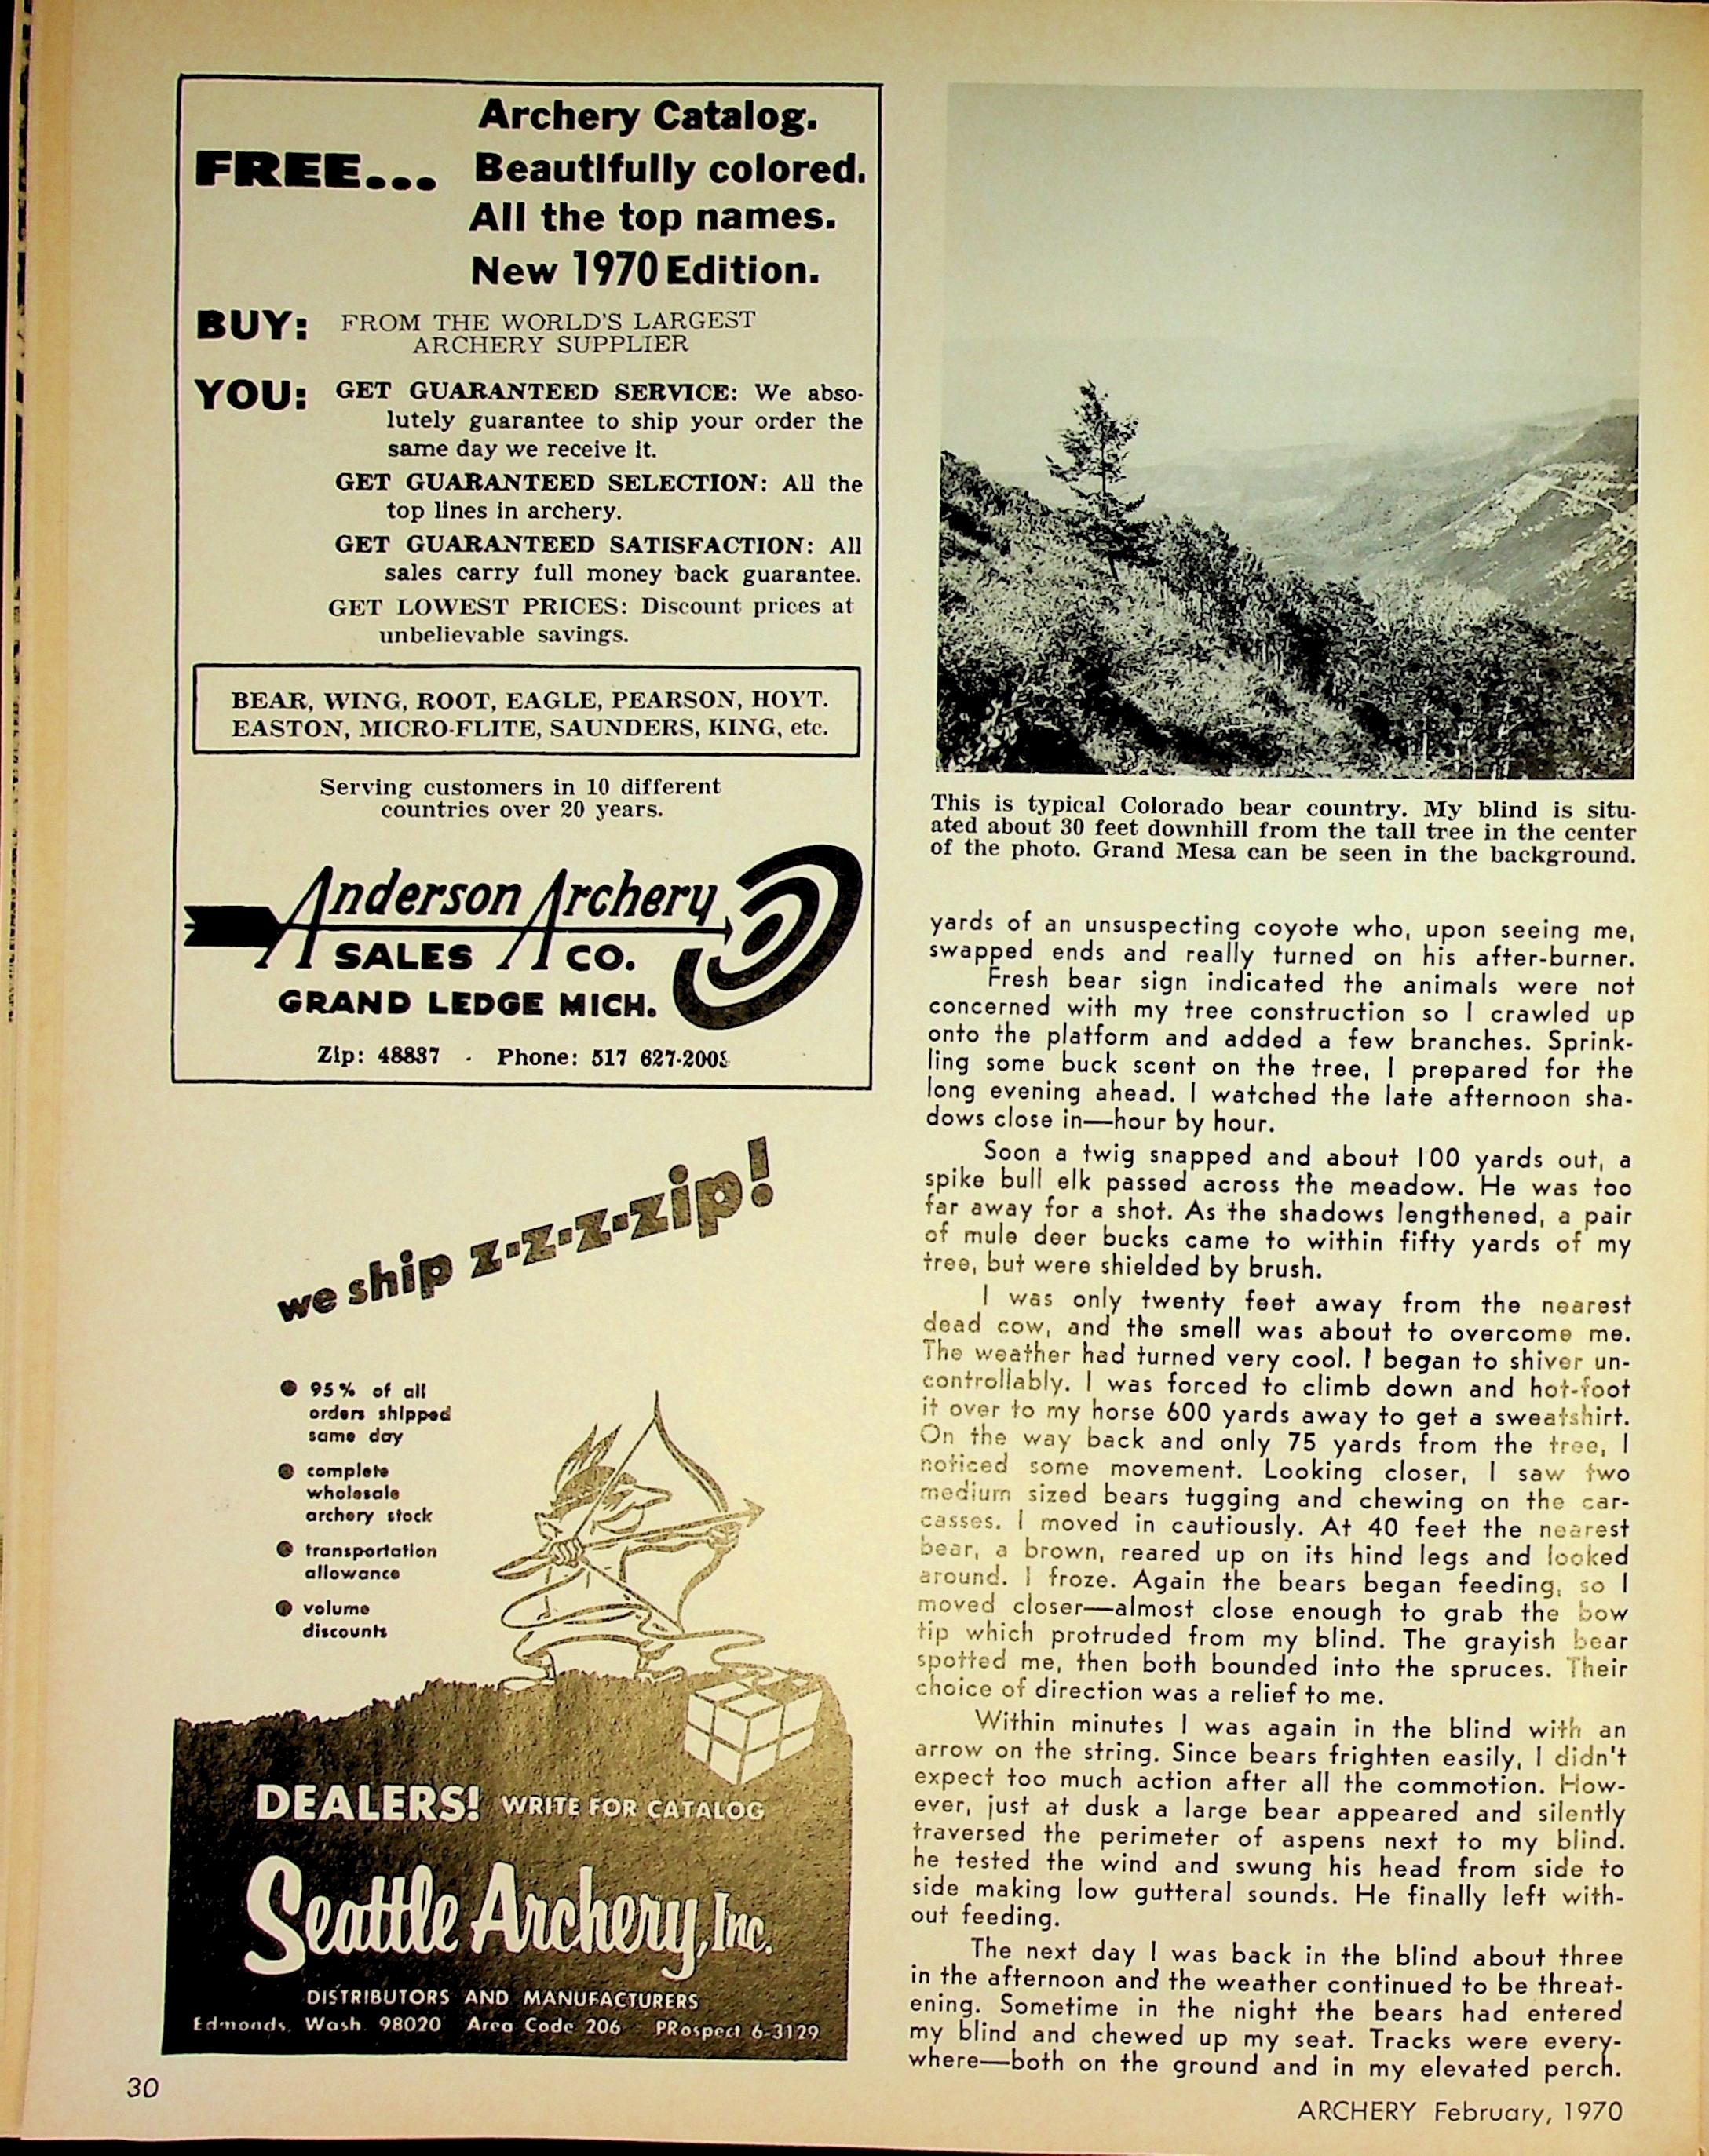 FREE...
Archery Catalog.
Beautifully colored.
All the top names.
New 1970 Edition.
BUY: FROM THE WORLD'S LARGEST
ARCHERY SUPPLIER
YOU: GET GUARANTEED SERVICE: We abso-
lutely guarantee to ship your order the
same day we receive it.
GET GUARANTEED SELECTION: All the
top lines in archery.
GET GUARANTEED SATISFACTION: All
sales carry full money back guarantee.
GET LOWEST PRICES: Discount prices at
unbelievable savings.
BEAR, WING, ROOT, EAGLE, PEARSON, HOYT.
EASTON, MICRO-FLITE, SAUNDERS, KING, etc.
Serving customers in 10 different
countries over 20 years.
Anderson Archery
SALES CO.
GRAND LEDGE MICH.
Zip: 48837 - Phone: 517
we ship z-z-z-zip!
95% of all
orders shipped
same day
complete
wholesale
archery stock
transportation
allowance
volume
discounts
DEALERS! WRITE FOR CATALOG
Seattle Archery, Inc.
DISTRIBUTORS AND MANUFACTURERS
Edmonds, Wash. 98020 Area Code 206 PRospect 6-3129
30
This is typical Colorado bear country. My blind is situ-
ated about 30 feet downhill from the tall tree in the center
of the photo. Grand Mesa can be seen in the background.
yards of an unsuspecting coyote who, upon seeing me,
swapped ends and really turned on his after-burner.
Fresh bear sign indicated the animals were not
concerned with my tree construction so I crawled up
onto the platform and added a few branches. Sprink-
ling some buck scent on the tree, I prepared for the
long evening ahead. I watched the late afternoon sha-
dows close in—hour by hour.
Soon a twig snapped and about 100 yards out, a
spike bull elk passed across the meadow. He was too
far away for a shot. As the shadows lengthened, a pair
of mule deer bucks came to within fifty yards of my
tree, but were shielded by brush.
I was only twenty feet away from the nearest
dead cow, and the smell was about to overcome me.
The weather had turned very cool. I began to shiver un-
controllably. I was forced to climb down and hot-foot
it over to my horse 600 yards away to get a sweatshirt.
On the way back and only 75 yards from the tree, I
noticed some movement. Looking closer, I saw two
medium sized bears tugging and chewing on the car-
casses. I moved in cautiously. At 40 feet the nearest
bear, a brown, reared up on its hind legs and looked
around. I froze. Again the bears began feeding, so I
moved closer—almost close enough to grab the bow
tip which protruded from my blind. The grayish bear
spotted me, then both bounded into the spruces. Their
choice of direction was a relief to me.
Within minutes I was again in the blind with an
arrow on the string. Since bears frighten easily, I didn't
expect too much action after all the commotion. How-
ever, just at dusk a large bear appeared and silently
traversed the perimeter of aspens next to my blind.
he tested the wind and swung his head from side to
side making low gutteral sounds. He finally left with-
out feeding.
The next day I was back in the blind about three
in the afternoon and the weather continued to be threat-
ening. Sometime in the night the bears had entered
my blind and chewed up my seat. Tracks were every-
where—both on the ground and in my elevated perch.
ARCHERY February, 1970